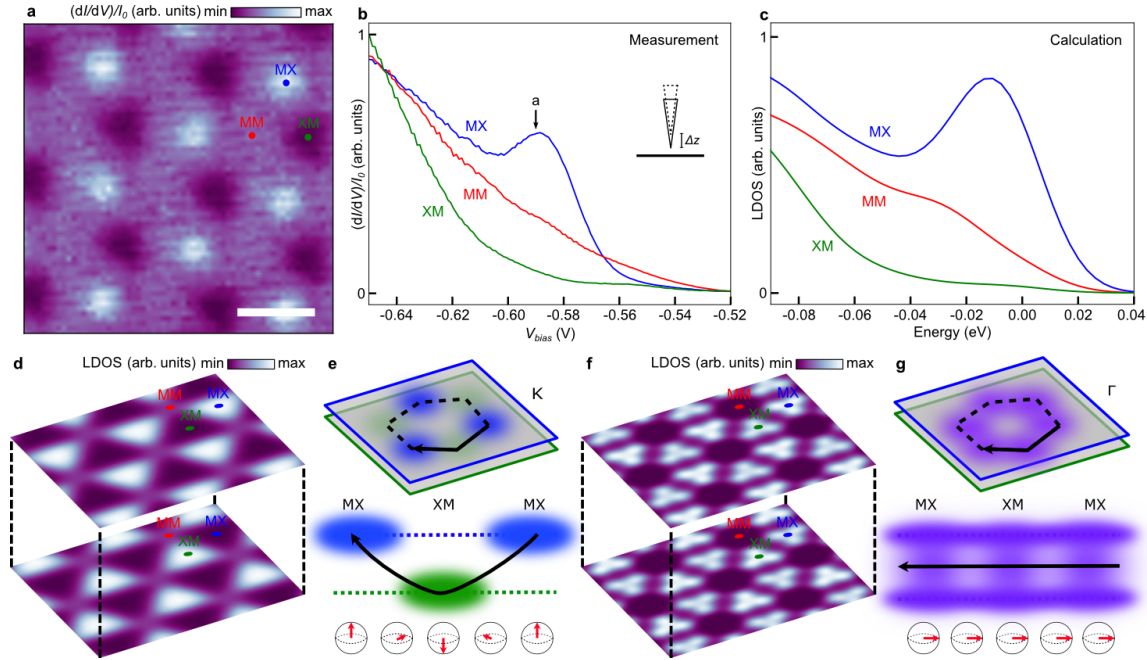 a (dI/dV)/I₀ (arb. units) min max
MX
MM
XM
b
Measurement
a
MX
MM
XM
Δz
(dI/dV)/I₀ (arb. units)
1
0
-0.64 -0.62 -0.60 -0.58 -0.56 -0.54 -0.52
V_bias (V)
c
Calculation
MX
MM
XM
LDOS (arb. units)
1
0
-0.08 -0.06 -0.04 -0.02 0.00 0.02 0.04
Energy (eV)
d LDOS (arb. units) min max
MM
MX
XM
MM
MX
XM
e
K
MX XM MX
f LDOS (arb. units) min max
MM
MX
XM
MM
MX
XM
g
Γ
MX XM MX